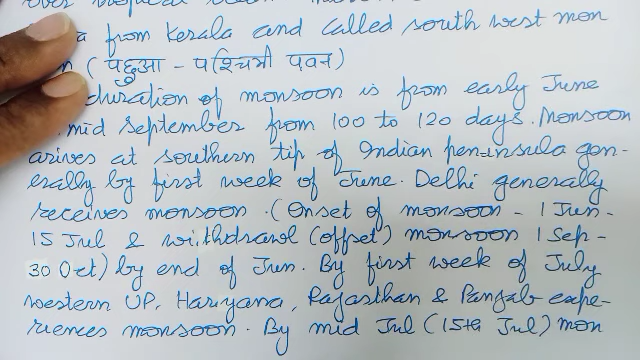 a from Kerala and called south west mon
n (पछुआ - पश्चिमी पवन)
duration of monsoon is from early June
mid September from 100 to 120 days. Monsoon
arives at southern tip of Indian peninsula gen-
erally by first week of June. Delhi generally
receives monsoon. (Onset of monsoon - 1 Jun -
15 Jul & withdrawl (offset) monsoon 1 Sep -
30 Oct) by end of Jun. By first week of July
western UP, Hariyana, Rajasthan & Panjab expe-
riences monsoon. By mid Jul (15th Jul) mon